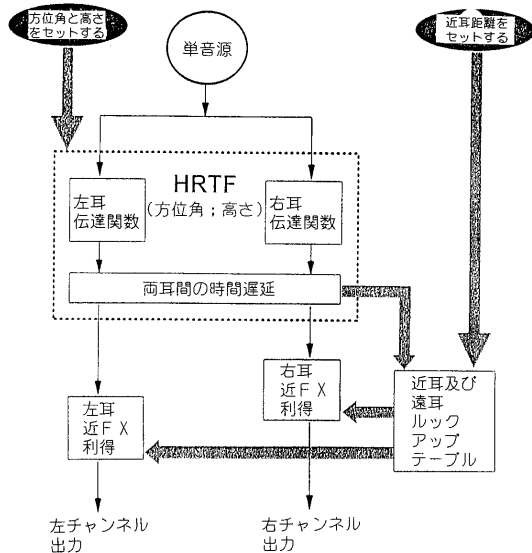 方位角と高さ
をセットする
近耳距離を
セットする
単音源
HRTF
(方位角;高さ)
左耳
伝達関数
右耳
伝達関数
両耳間の時間遅延
右耳
近FX
利得
左耳
近FX
利得
近耳及び
遠耳
ルック
アップ
テーブル
左チャンネル
出力
右チャンネル
出力